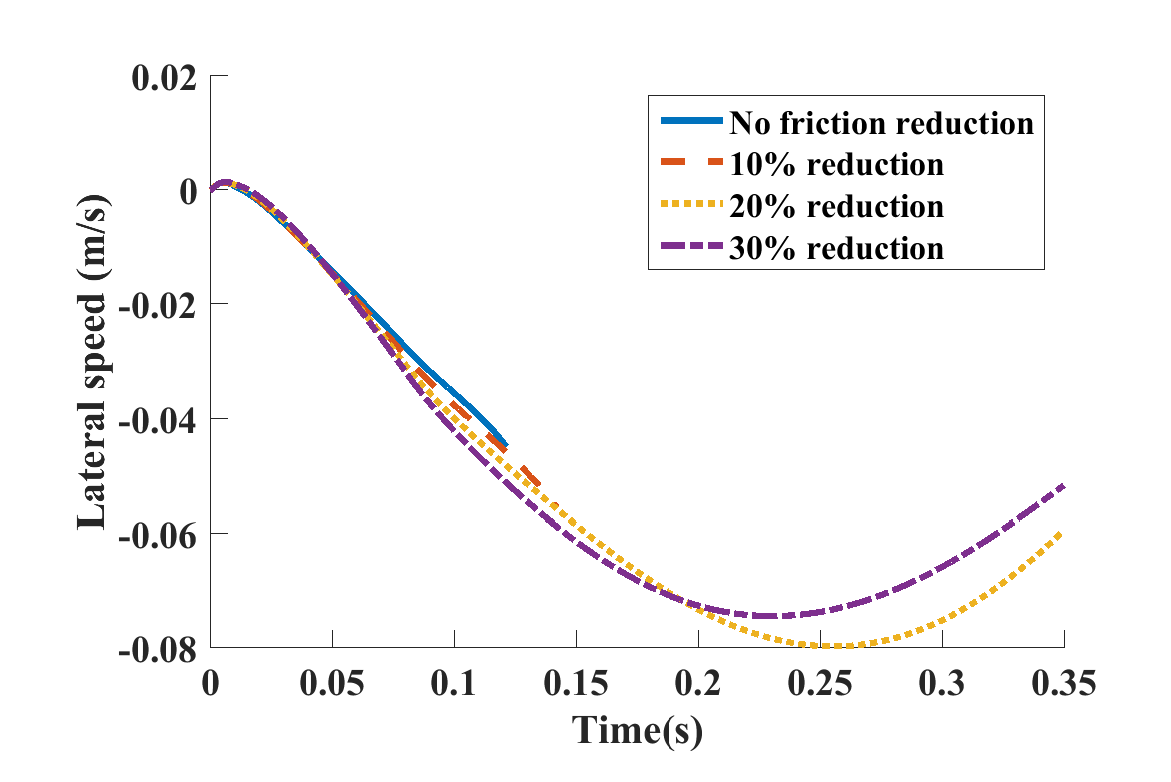 0.02
0
-0.02
-0.04
-0.06
-0.08
Lateral speed (m/s)
No friction reduction
10% reduction
20% reduction
30% reduction
0 0.05 0.1 0.15 0.2 0.25 0.3 0.35
Time(s)